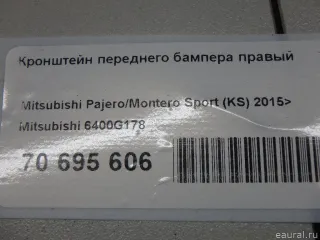 Кронштейн переднего бампера правый
Mitsubishi Pajero/Montero Sport (KS) 2015>
Mitsubishi 6400G178
70 695 606
eaural.ru